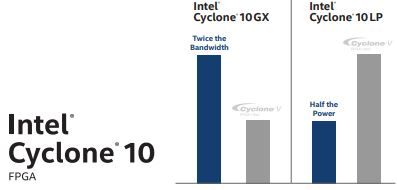 Intel®
Cyclone® 10
FPGA
Intel®
Cyclone® 10 GX
Twice the
Bandwidth
Cyclone V
Intel®
Cyclone® 10 LP
Half the
Power
Cyclone V